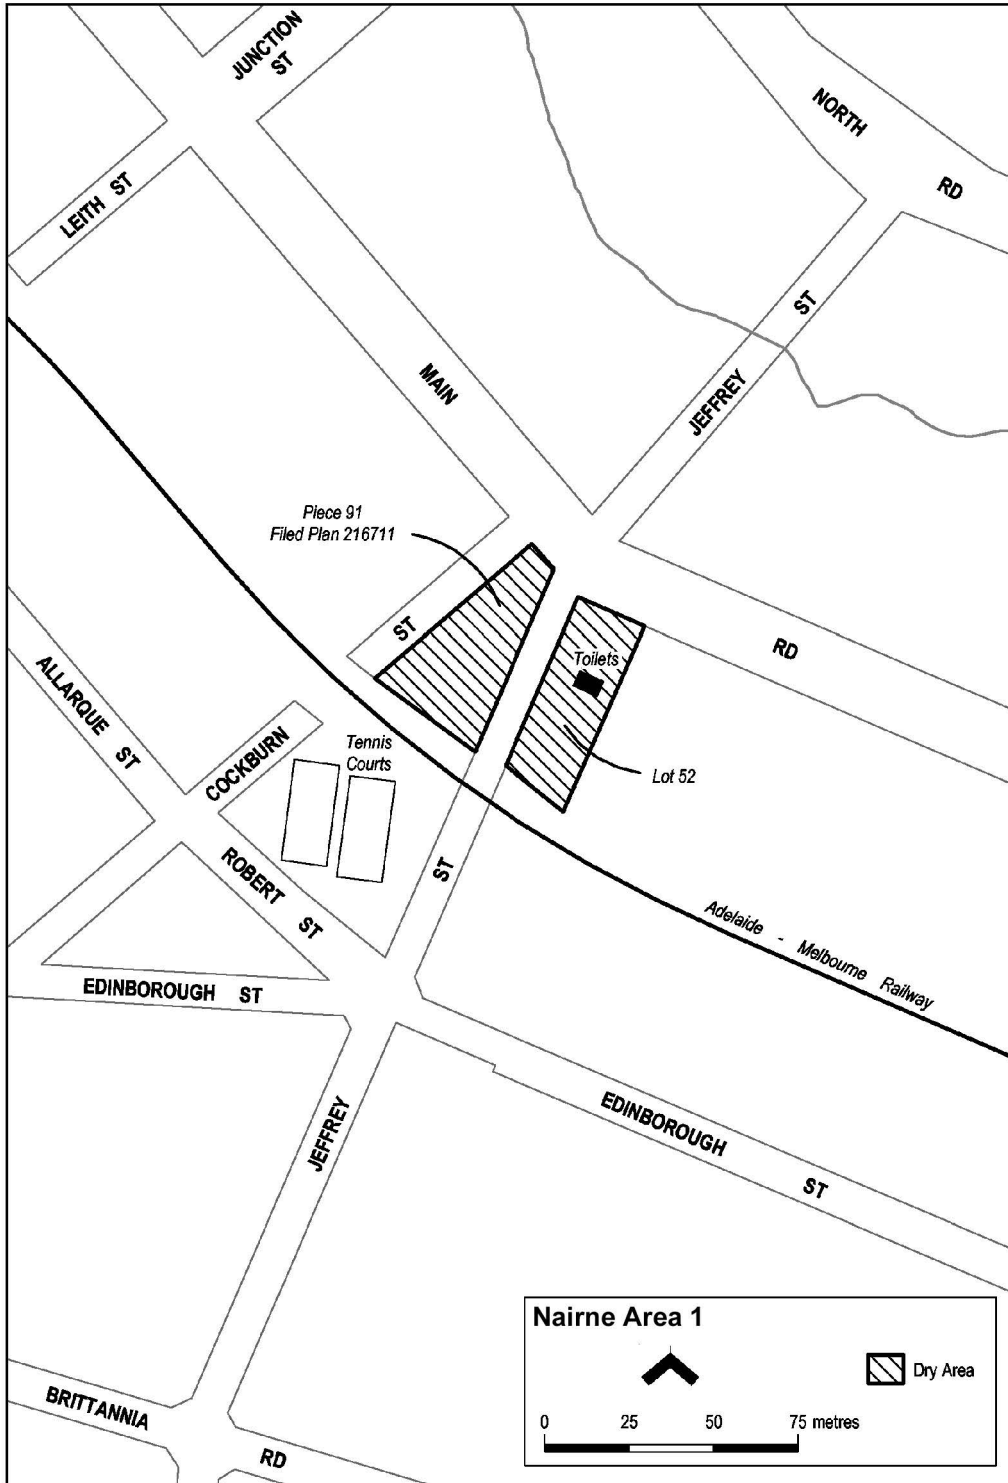 JUNCTION
ST
NORTH
RD
LEITH ST
ST
MAIN
JEFFREY
Piece 91
Filed Plan 216711
ST
RD
Toilets
ALLARQUE
ST
COCKBURN
Tennis
Courts
Lot 52
ROBERT ST
ST
Adelaide - Melbourne Railway
EDINBOROUGH ST
JEFFREY
EDINBOROUGH
ST
Nairne Area 1
Dry Area
0 25 50 75 metres
BRITTANNIA
RD